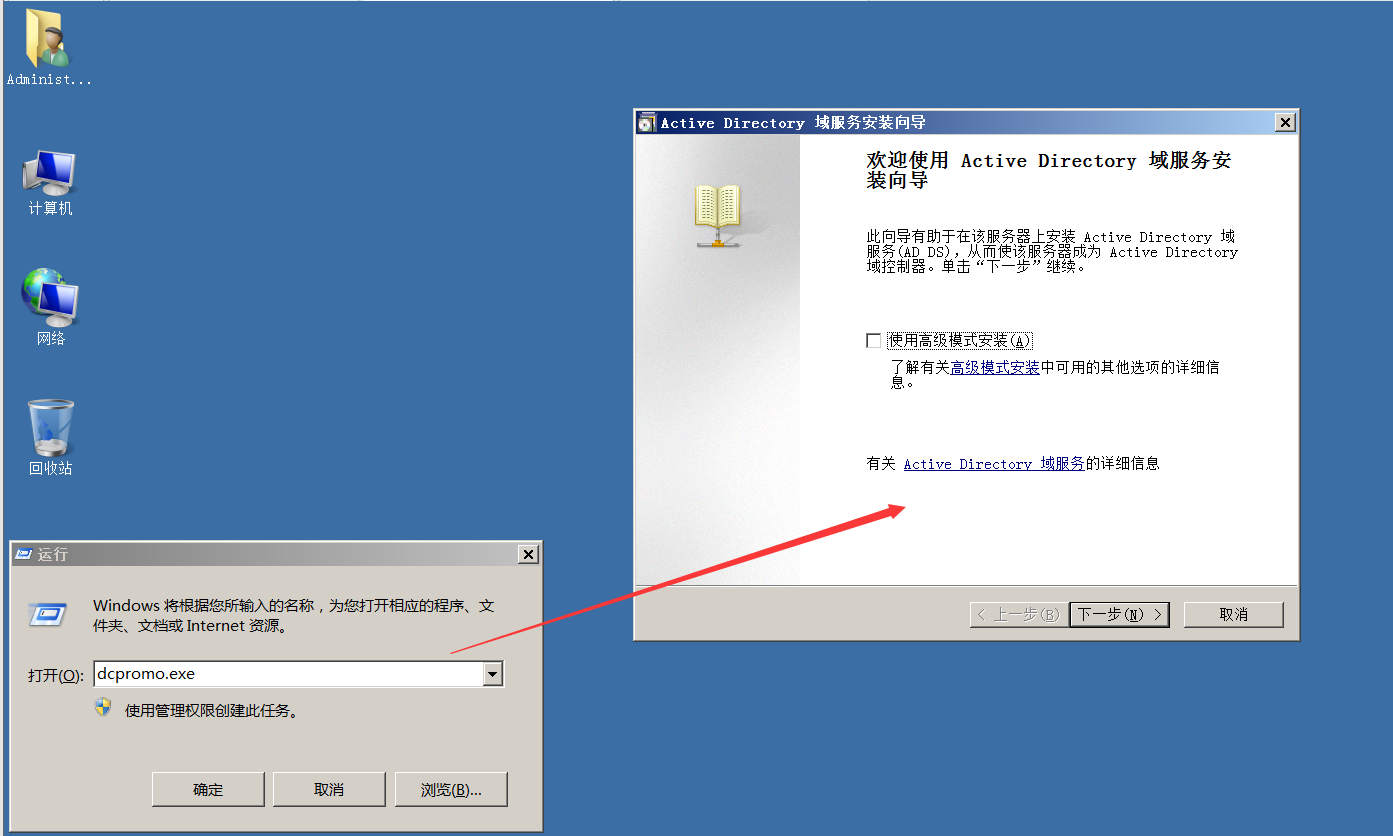 Administ...
计算机
网络
回收站
Active Directory 域服务安装向导
欢迎使用 Active Directory 域服务安
装向导
此向导有助于在该服务器上安装 Active Directory 域
服务(AD DS)，从而使该服务器成为 Active Directory
域控制器。单击“下一步”继续。
使用高级模式安装(A)
了解有关高级模式安装中可用的其他选项的详细信
息。
有关 Active Directory 域服务的详细信息
< 上一步(B)
下一步(N) >
取消
运行
Windows 将根据您所输入的名称，为您打开相应的程序、文
件夹、文档或 Internet 资源。
打开(O): dcpromo.exe
使用管理权限创建此任务。
确定
取消
浏览(B)...